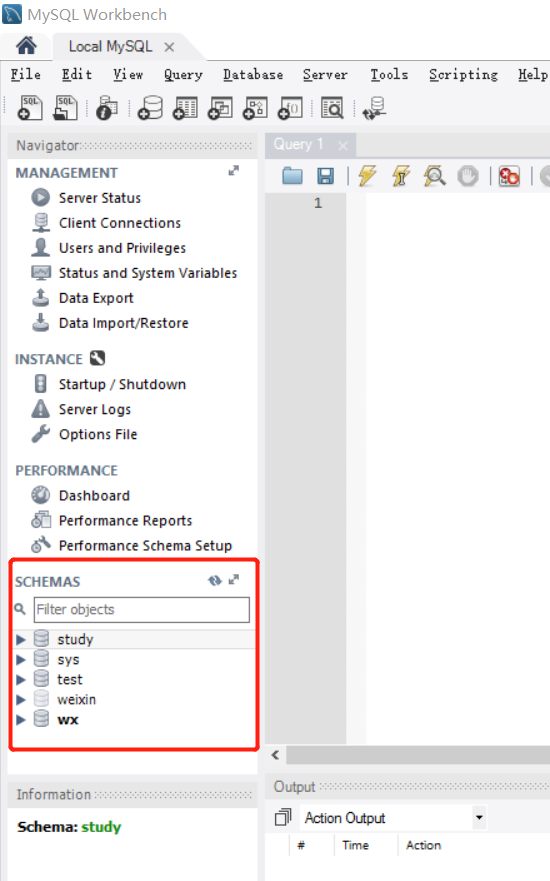 MySQL Workbench
Local MySQL
File Edit View Query Database Server Tools Scripting Help
SQL SQL
Navigator
Query 1
MANAGEMENT
Server Status
Client Connections
Users and Privileges
Status and System Variables
Data Export
Data Import/Restore
1
INSTANCE
Startup / Shutdown
Server Logs
Options File
PERFORMANCE
Dashboard
Performance Reports
Performance Schema Setup
SCHEMAS
Filter objects
study
sys
test
weixin
wx
Information
Schema: study
Output
Action Output
# Time Action